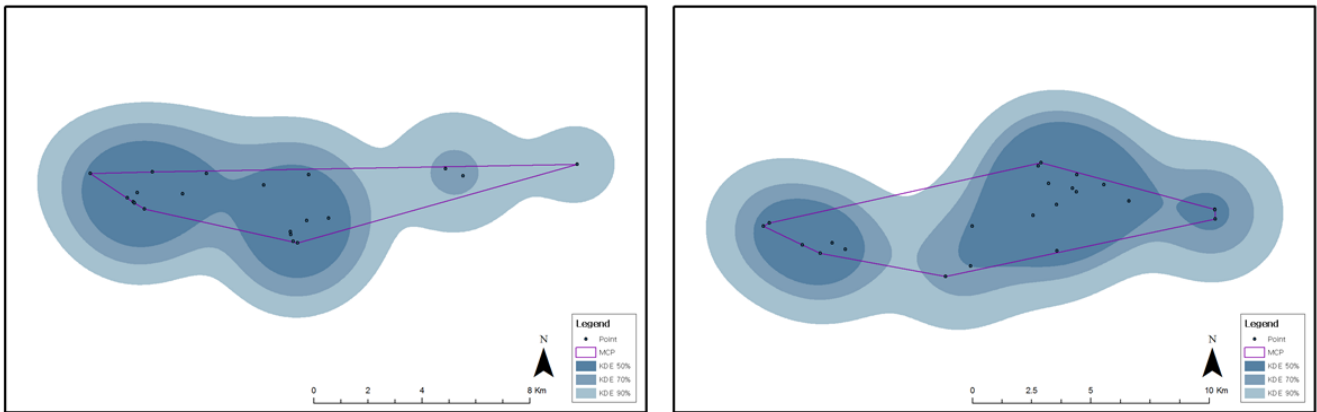 N
Legend
Point
MCP
KDE 50%
KDE 70%
KDE 90%
0 4 8 Km
N
Legend
Point
MCP
KDE 50%
KDE 70%
KDE 90%
0 2.5 5 10 Km